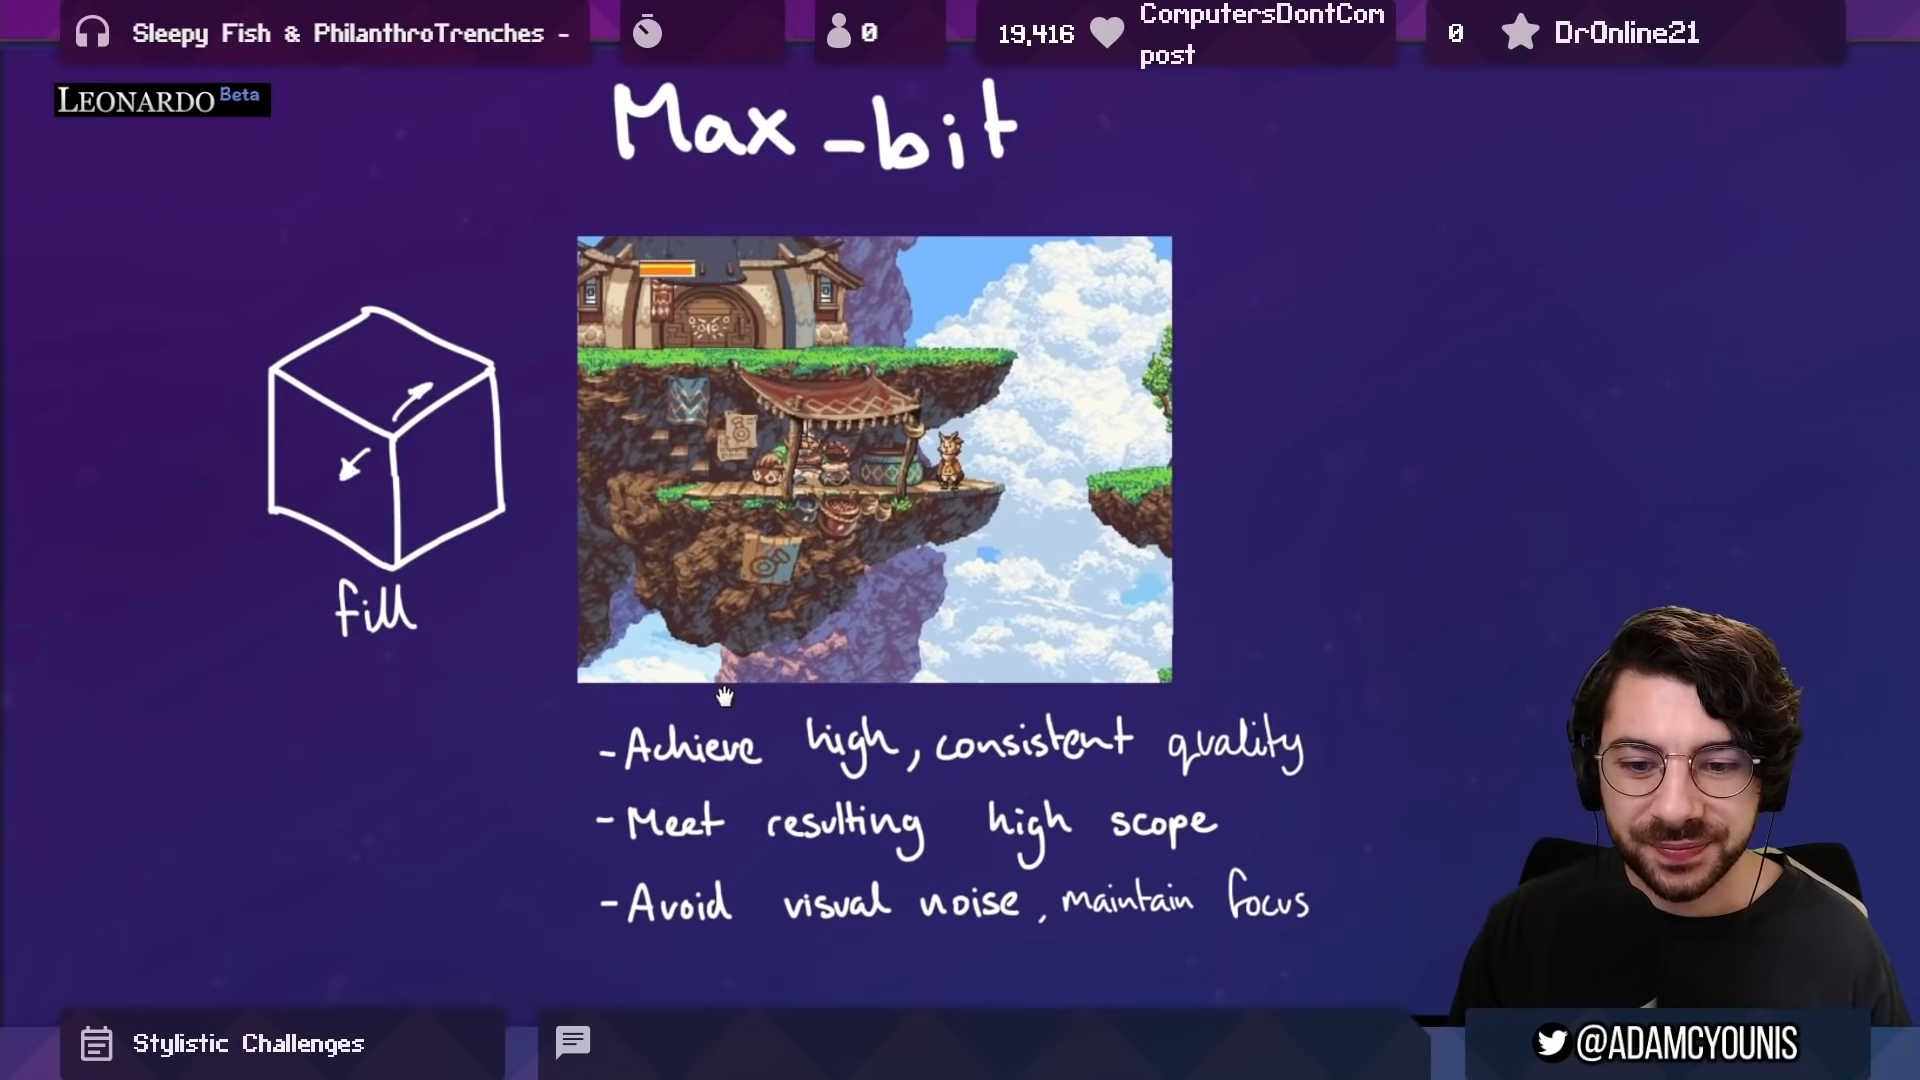 Sleepy Fish & PhilanthroTrenches -
0
19,416
ComputersDontCom
post
0
DrOnline21
LEONARDO Beta
Max-bit
fill
- Achieve high, consistent quality
- Meet resulting high scope
- Avoid visual noise, maintain focus
Stylistic Challenges
@ADAMCYOUNIS